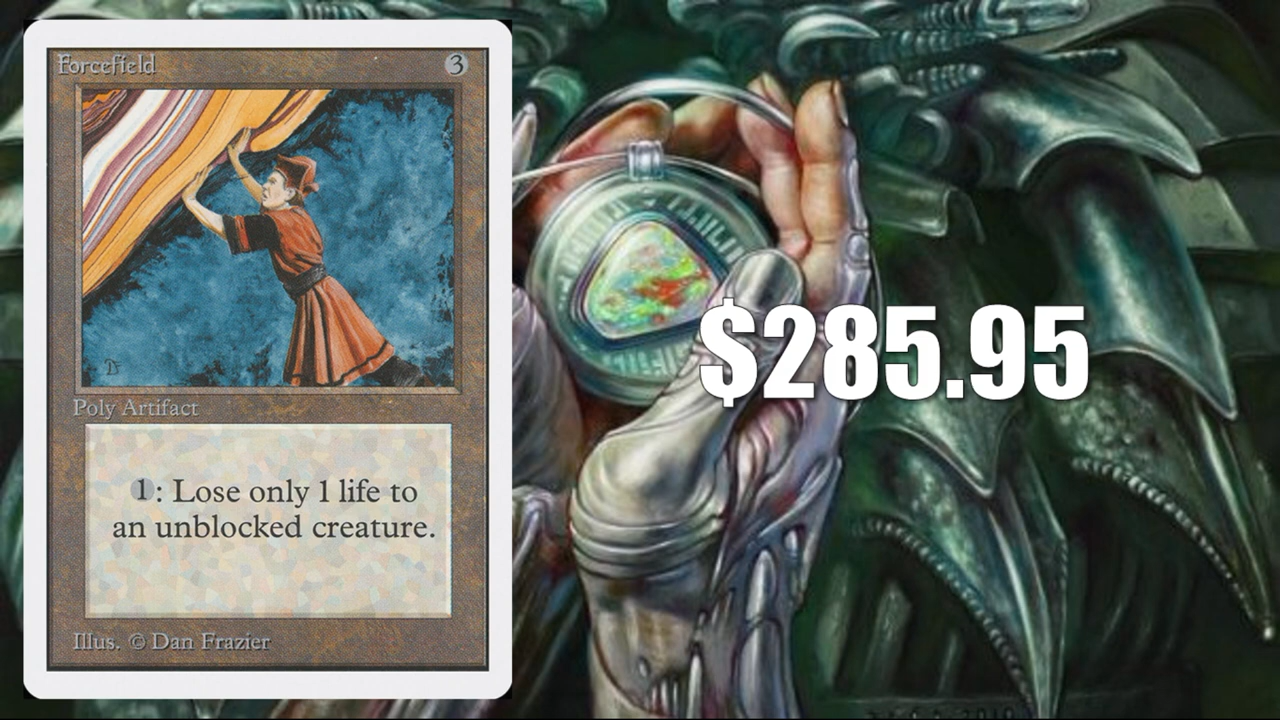 Forcefield 3
$285.95
Poly Artifact
1: Lose only 1 life to
an unblocked creature.
Illus. © Dan Frazier